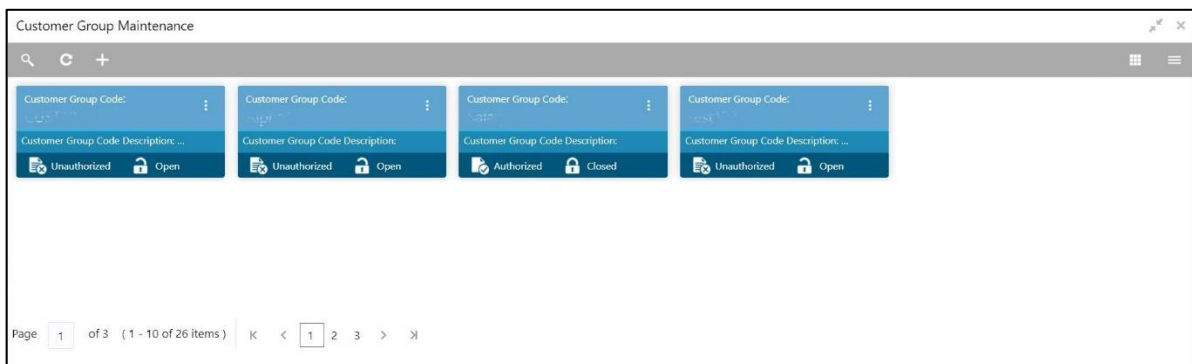 Customer Group Maintenance
Customer Group Code: Customer Group Code: Customer Group Code: Customer Group Code:
Customer Group Code Description: ... Customer Group Code Description: Customer Group Code Description: Customer Group Code Description: ...
Unauthorized Open Unauthorized Open Authorized Closed Unauthorized Open
Page 1 of 3 ( 1 - 10 of 26 items ) 1 2 3